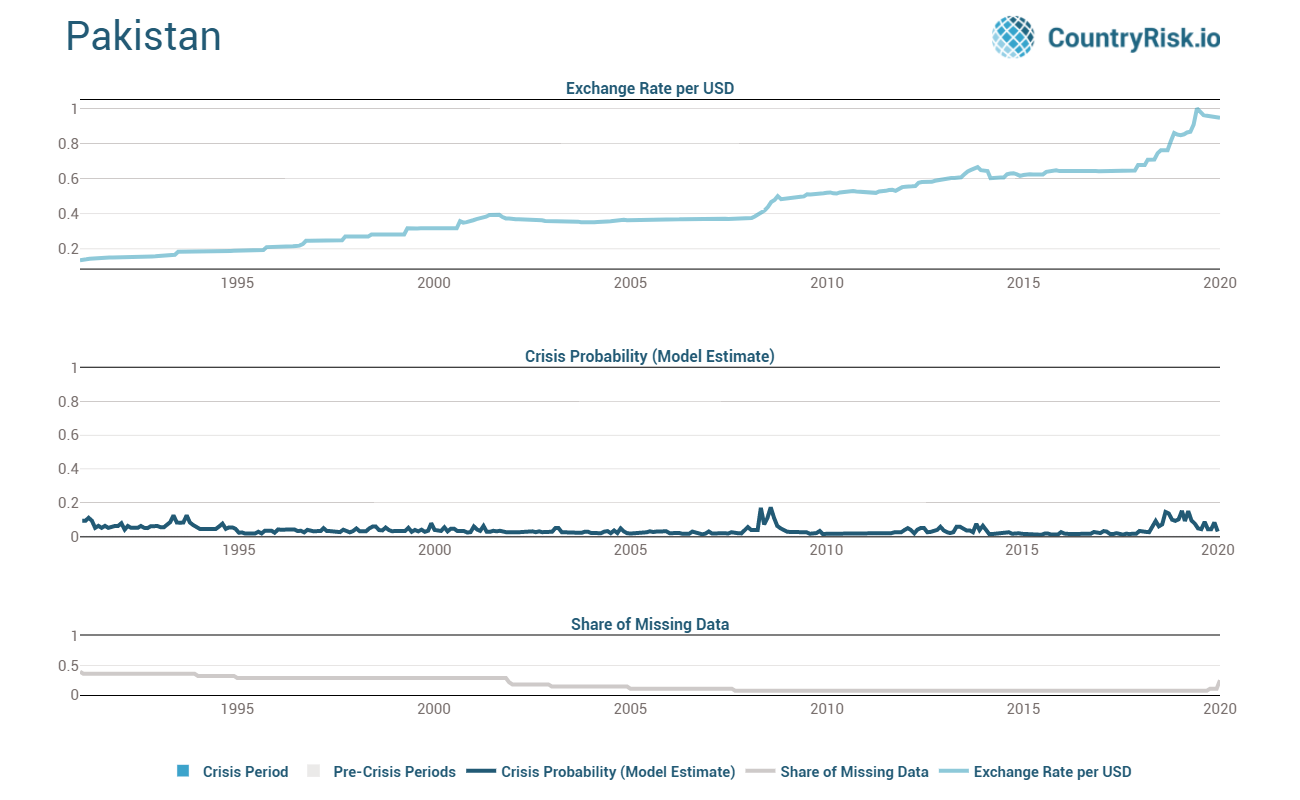 Pakistan
CountryRisk.io
Exchange Rate per USD
1
0.8
0.6
0.4
0.2
1995 2000 2005 2010 2015 2020
Crisis Probability (Model Estimate)
1
0.8
0.6
0.4
0.2
0
1995 2000 2005 2010 2015 2020
Share of Missing Data
1
0.5
0
1995 2000 2005 2010 2015 2020
Crisis Period Pre-Crisis Periods Crisis Probability (Model Estimate) Share of Missing Data Exchange Rate per USD